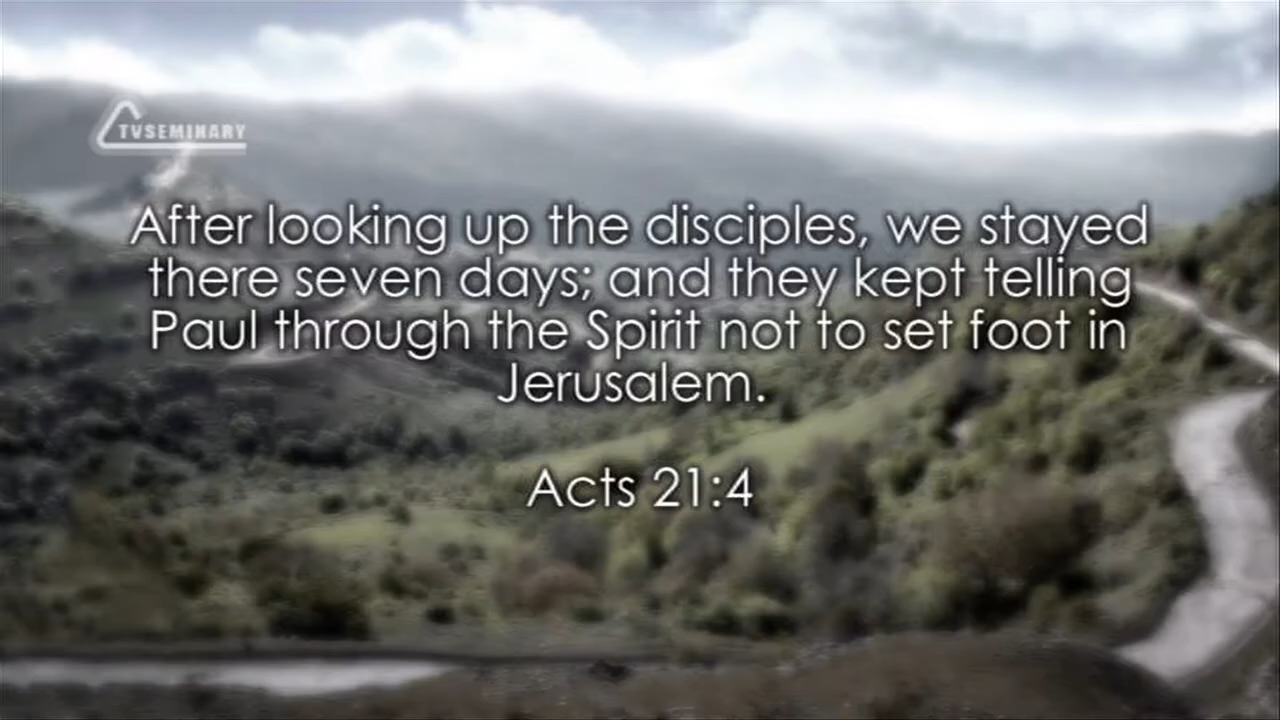 TVSEMINARY
After looking up the disciples, we stayed
there seven days; and they kept telling
Paul through the Spirit not to set foot in
Jerusalem.
Acts 21:4